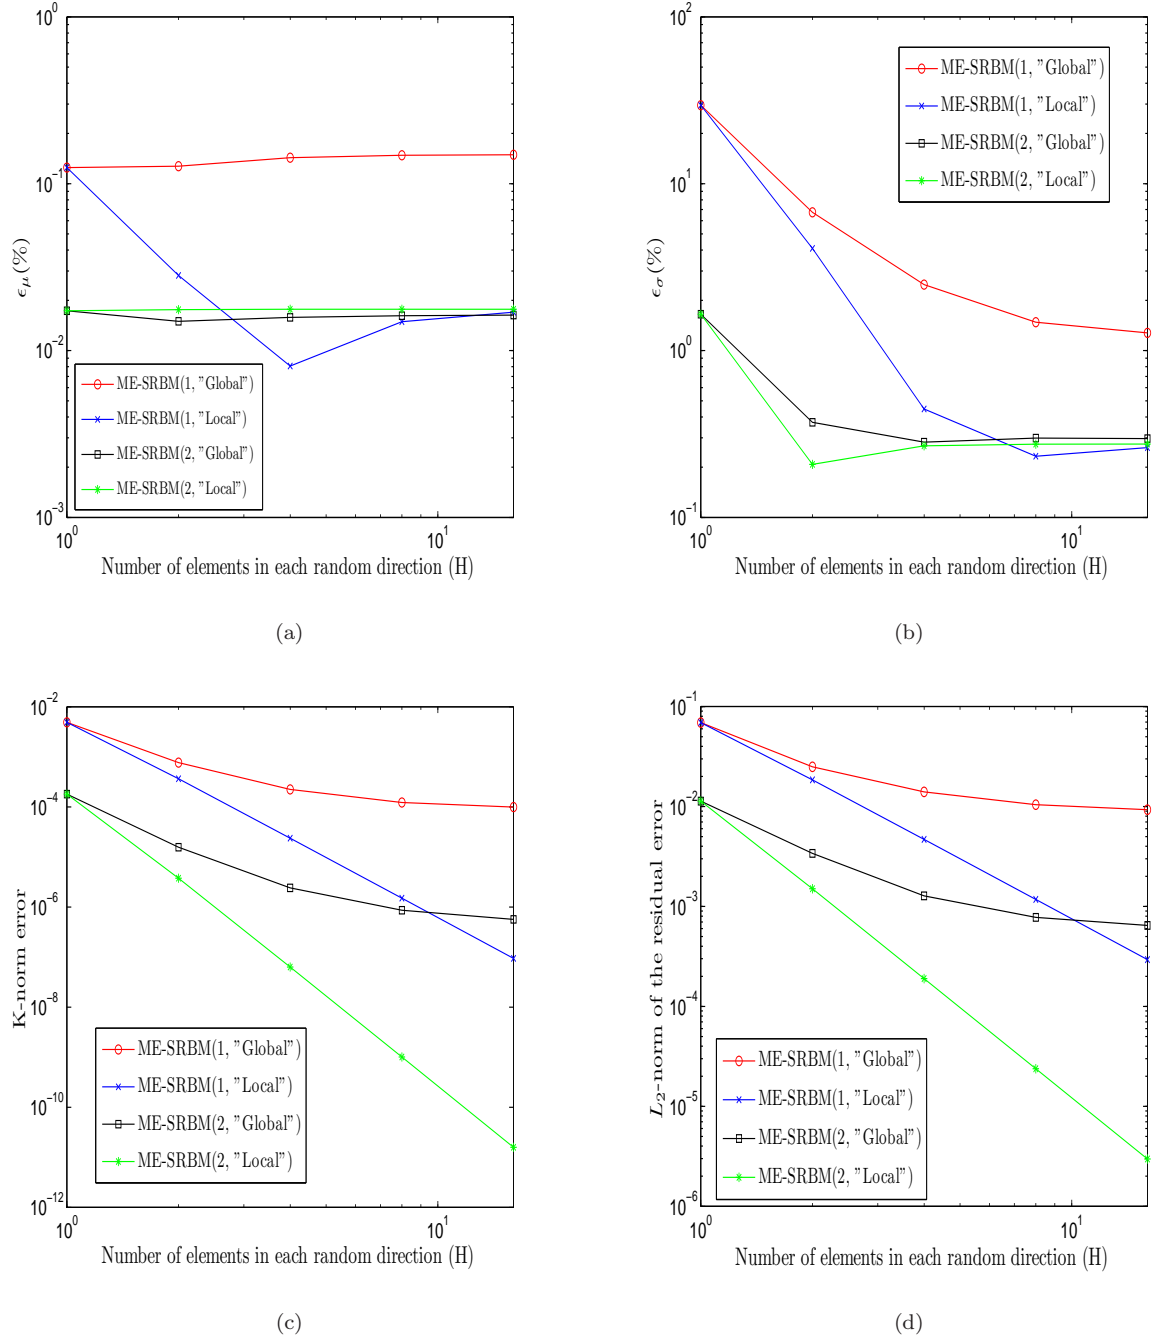 10^0
10^-1
10^-2
10^-3
10^0
10^1
ϵ_μ(%)
ME-SRBM(1, "Global")
ME-SRBM(1, "Local")
ME-SRBM(2, "Global")
ME-SRBM(2, "Local")
Number of elements in each random direction (H)
(a)
10^2
10^1
10^0
10^-1
10^0
10^1
ϵ_σ(%)
ME-SRBM(1, "Global")
ME-SRBM(1, "Local")
ME-SRBM(2, "Global")
ME-SRBM(2, "Local")
Number of elements in each random direction (H)
(b)
10^-2
10^-4
10^-6
10^-8
10^-10
10^-12
10^0
10^1
K-norm error
ME-SRBM(1, "Global")
ME-SRBM(1, "Local")
ME-SRBM(2, "Global")
ME-SRBM(2, "Local")
Number of elements in each random direction (H)
(c)
10^-1
10^-2
10^-3
10^-4
10^-5
10^-6
10^0
10^1
L_2-norm of the residual error
ME-SRBM(1, "Global")
ME-SRBM(1, "Local")
ME-SRBM(2, "Global")
ME-SRBM(2, "Local")
Number of elements in each random direction (H)
(d)